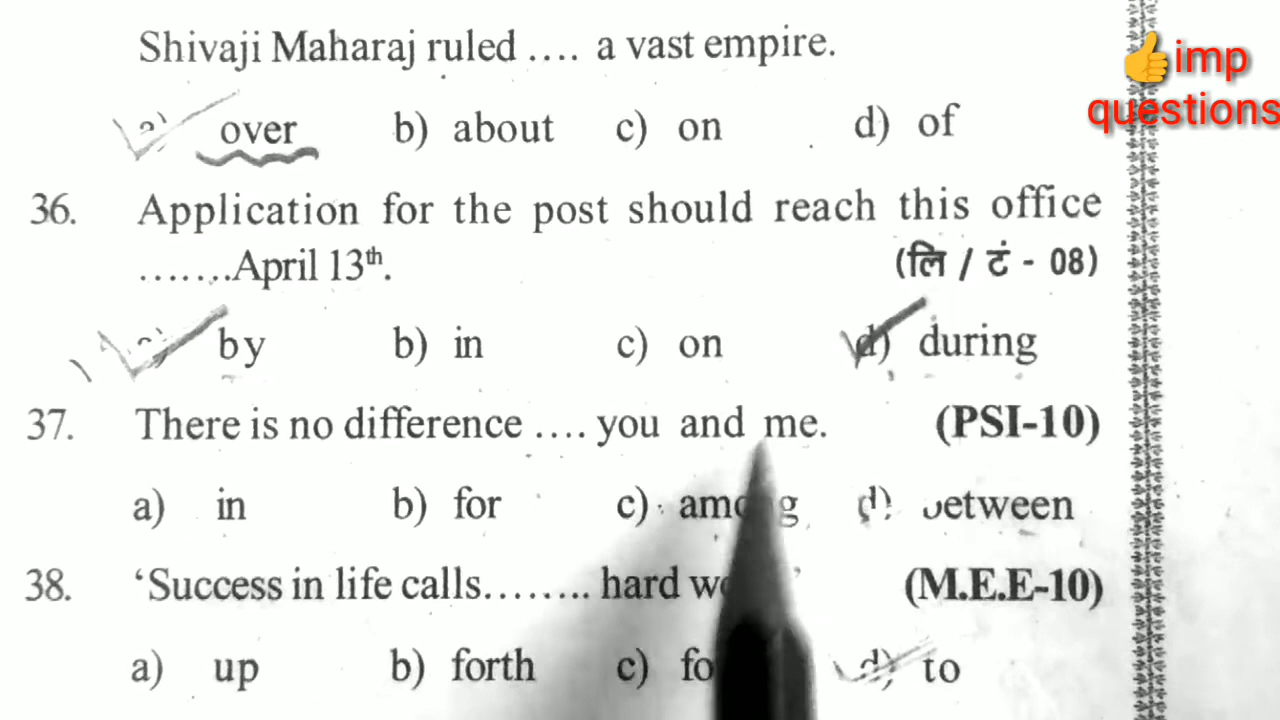 Shivaji Maharaj ruled .... a vast empire.
👍imp
questions
over b) about c) on d) of
36. Application for the post should reach this office
.......April 13th. (लि / टं - 08)
by b) in c) on d) during
37. There is no difference .... you and me. (PSI-10)
a) in b) for c) d)
38. ‘Success in life calls........ hard (M.E.E-10)
a) up b) forth c) d) to